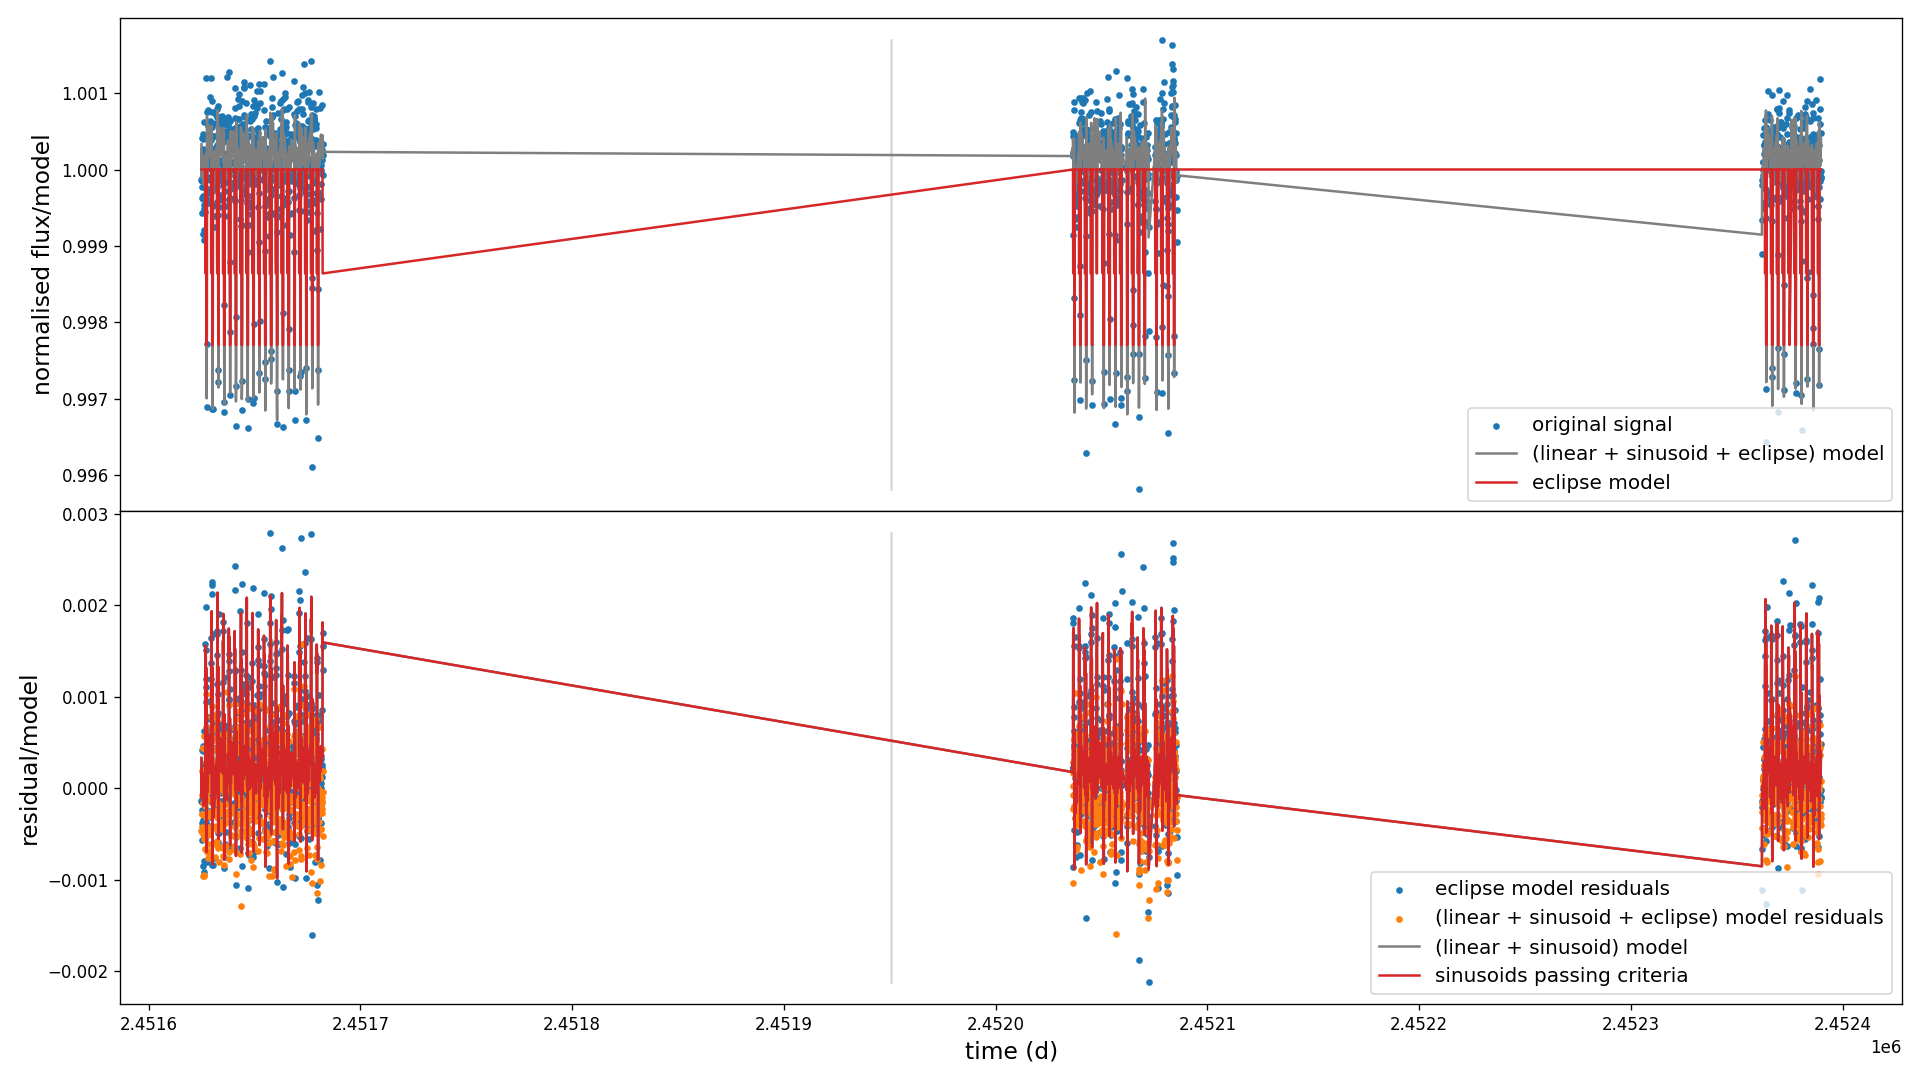 normalised flux/model
1.001
1.000
0.999
0.998
0.997
0.996
original signal
(linear + sinusoid + eclipse) model
eclipse model
residual/model
0.003
0.002
0.001
0.000
−0.001
−0.002
eclipse model residuals
(linear + sinusoid + eclipse) model residuals
(linear + sinusoid) model
sinusoids passing criteria
2.4516 2.4517 2.4518 2.4519 2.4520 2.4521 2.4522 2.4523 2.4524
1e6
time (d)